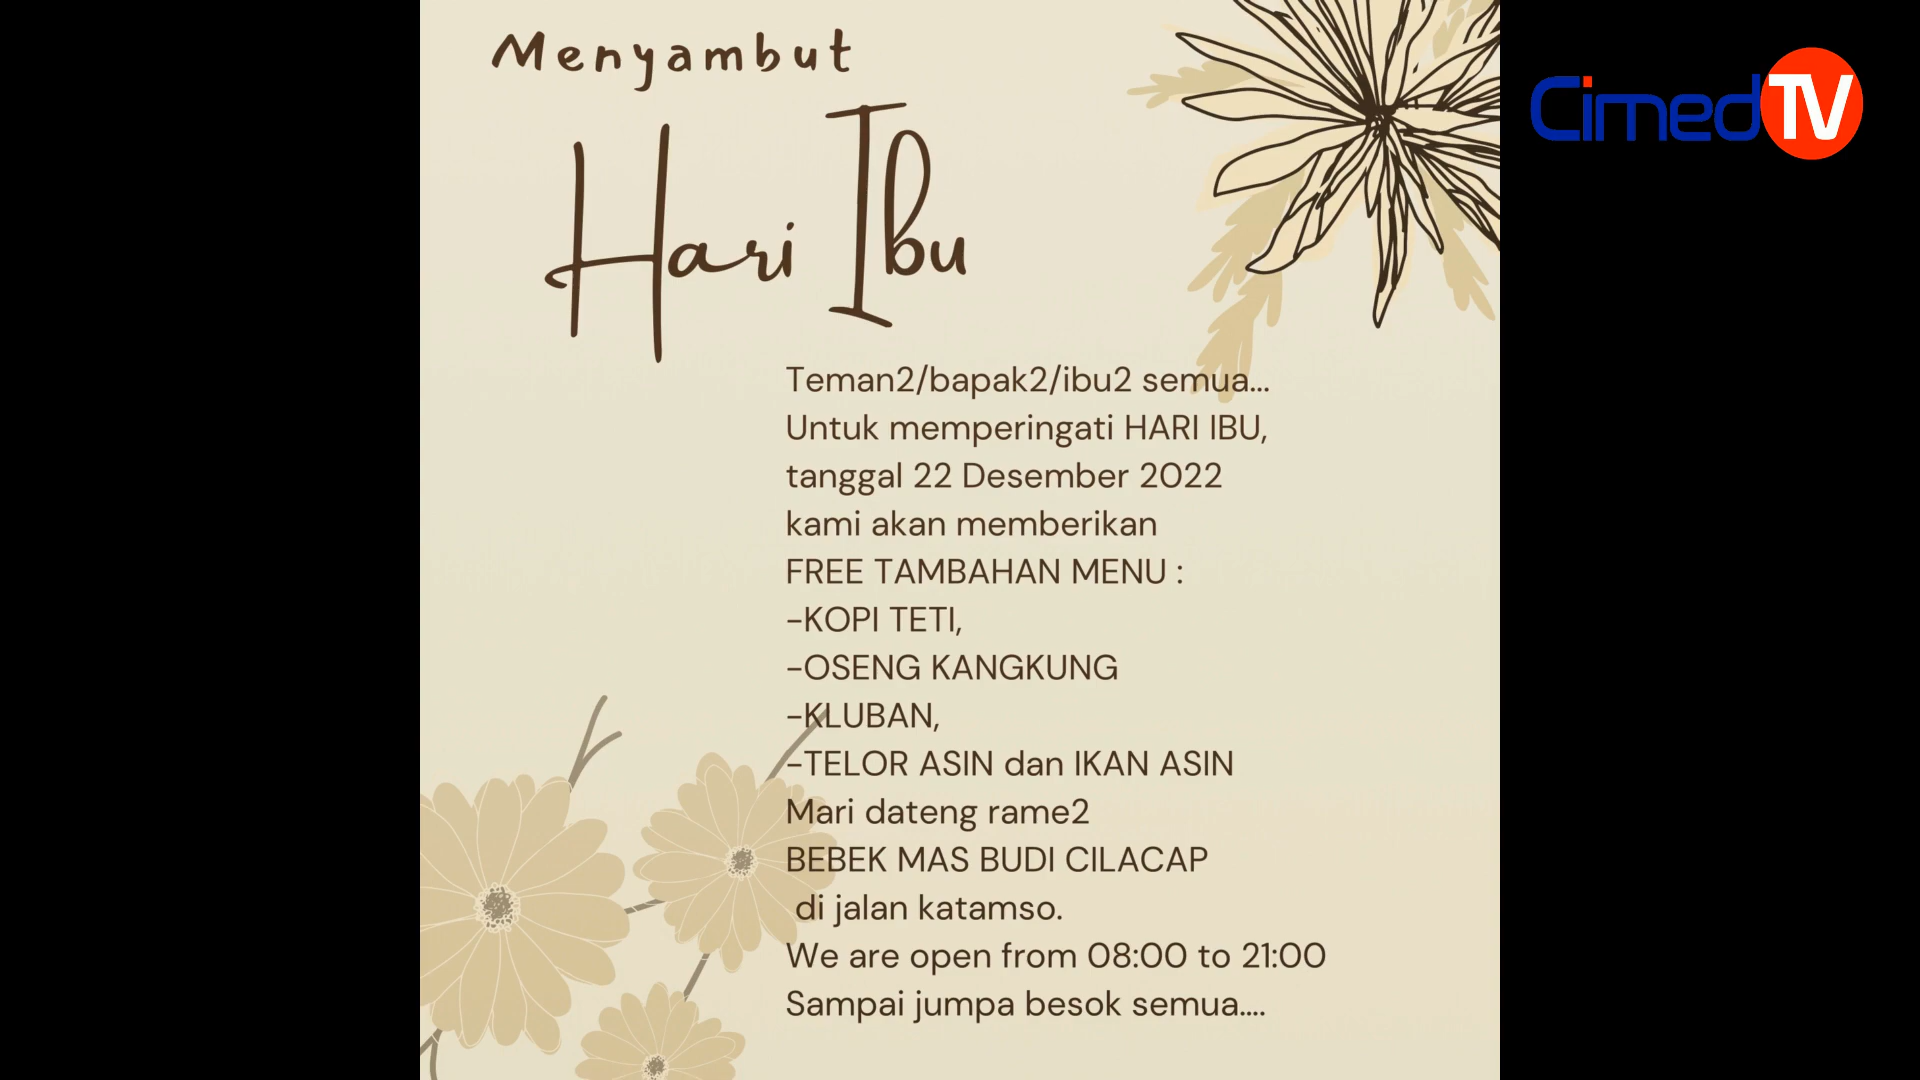 Menyambut
Hari Ibu
CimedTV
Teman2/bapak2/ibu2 semua...
Untuk memperingati HARI IBU,
tanggal 22 Desember 2022
kami akan memberikan
FREE TAMBAHAN MENU :
-KOPI TETI,
-OSENG KANGKUNG
-KLUBAN,
-TELOR ASIN dan IKAN ASIN
Mari dateng rame2
BEBEK MAS BUDI CILACAP
di jalan katamso.
We are open from 08:00 to 21:00
Sampai jumpa besok semua....